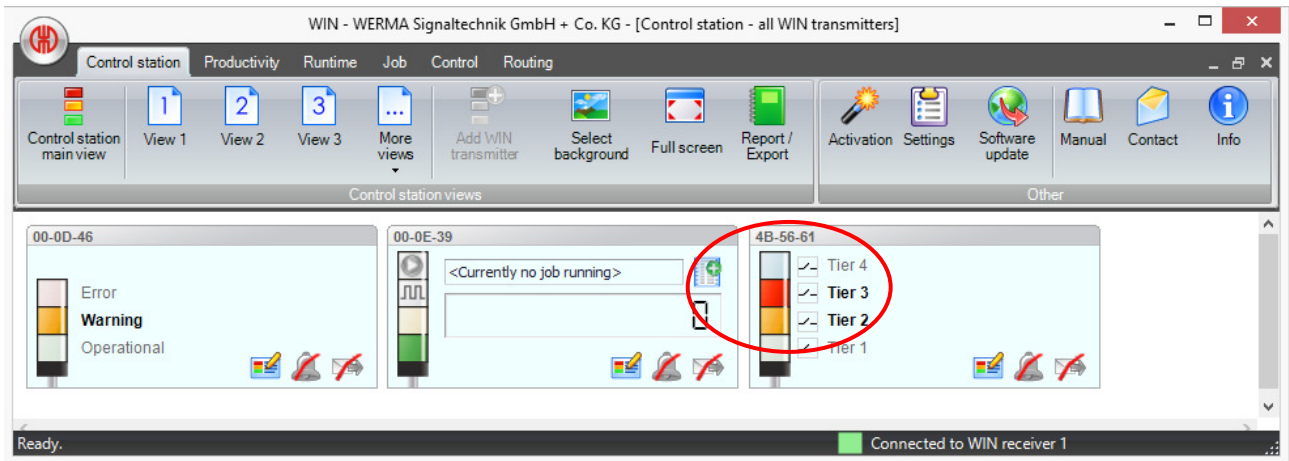 WIN - WERMA Signaltechnik GmbH + Co. KG - [Control station - all WIN transmitters]
Control station Productivity Runtime Job Control Routing
Control station main view
View 1
View 2
View 3
More views
Add WIN transmitter
Select background
Full screen
Report / Export
Activation
Settings
Software update
Manual
Contact
Info
Control station views
Other
00-0D-46
Error
Warning
Operational
00-0E-39
<Currently no job running>
0
4B-56-61
Tier 4
Tier 3
Tier 2
Tier 1
Ready.
Connected to WIN receiver 1